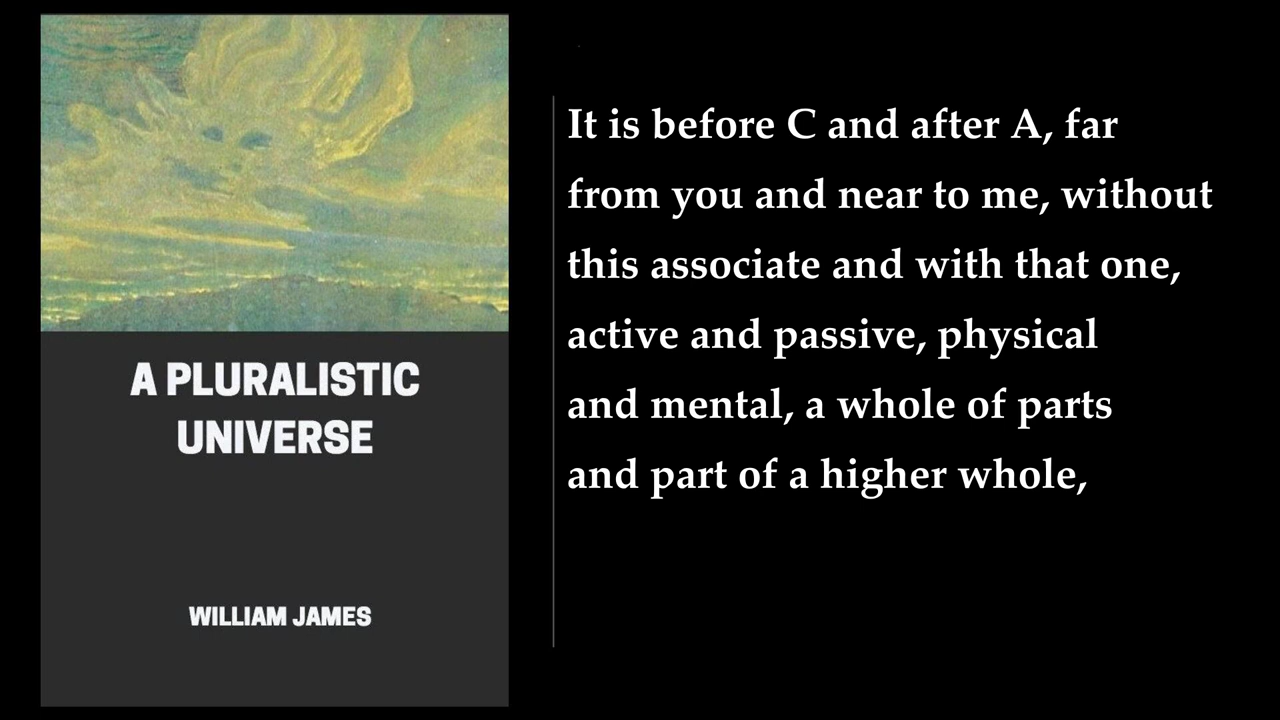 A PLURALISTIC
UNIVERSE
WILLIAM JAMES
It is before C and after A, far
from you and near to me, without
this associate and with that one,
active and passive, physical
and mental, a whole of parts
and part of a higher whole,